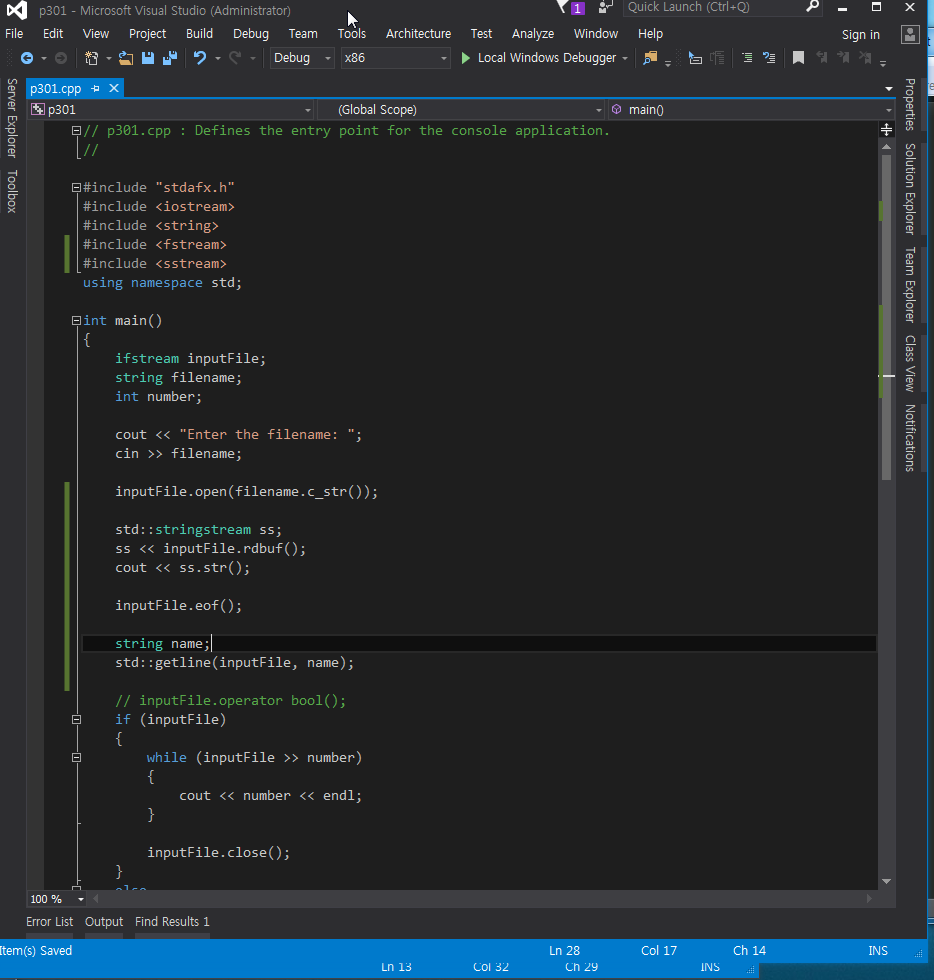 p301 - Microsoft Visual Studio (Administrator)
1
Quick Launch (Ctrl+Q)
File Edit View Project Build Debug Team Tools Architecture Test Analyze Window Help Sign in
Debug x86 Local Windows Debugger
Server Explorer
Toolbox
p301.cpp
p301 (Global Scope) main()
// p301.cpp : Defines the entry point for the console application.
//
#include "stdafx.h"
#include <iostream>
#include <string>
#include <fstream>
#include <sstream>
using namespace std;
int main()
{
ifstream inputFile;
string filename;
int number;
cout << "Enter the filename: ";
cin >> filename;
inputFile.open(filename.c_str());
std::stringstream ss;
ss << inputFile.rdbuf();
cout << ss.str();
inputFile.eof();
string name;
std::getline(inputFile, name);
// inputFile.operator bool();
if (inputFile)
{
while (inputFile >> number)
{
cout << number << endl;
}
inputFile.close();
}
else
Properties
Solution Explorer
Team Explorer
Class View
Notifications
100 %
Error List Output Find Results 1
Item(s) Saved Ln 28 Col 17 Ch 14 INS
Ln 13 Col 32 Ch 29 INS